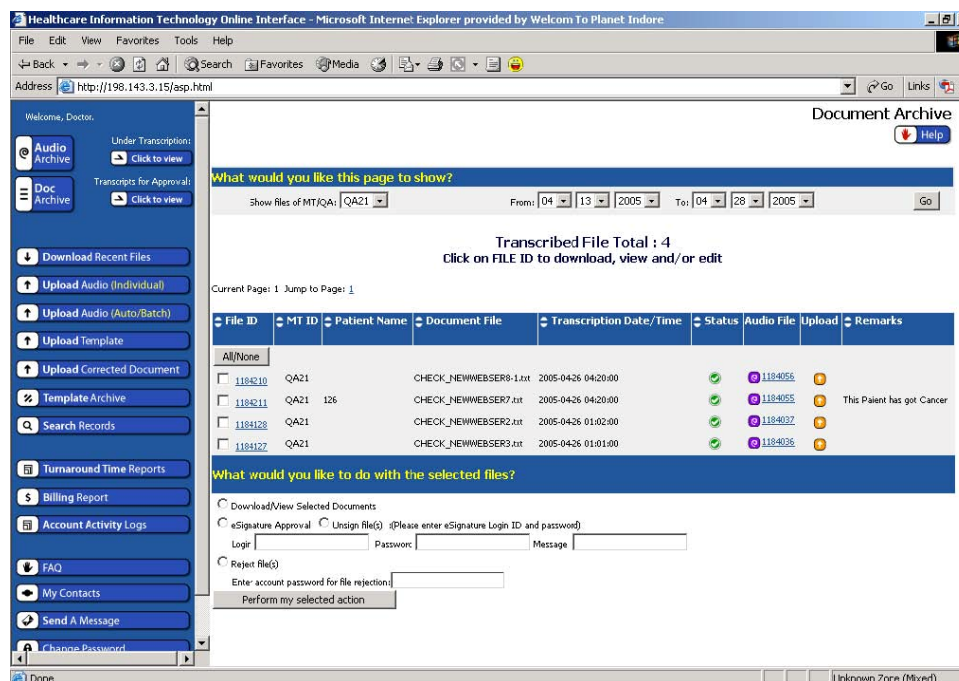 Healthcare Information Technology Online Interface - Microsoft Internet Explorer provided by Welcom To Planet Indore
File Edit View Favorites Tools Help
Back Search Favorites Media
Address http://198.143.3.15/asp.html Go Links
Welcome, Doctor.
Audio Archive
Under Transcription:
Click to view
Doc Archive
Transcripts for Approval:
Click to view
Download Recent Files
Upload Audio (Individual)
Upload Audio (Auto/Batch)
Upload Template
Upload Corrected Document
Template Archive
Search Records
Turnaround Time Reports
Billing Report
Account Activity Logs
FAQ
My Contacts
Send A Message
Change Password
Document Archive
Help
What would you like this page to show?
Show files of MT/QA: QA21 From: 04 13 2005 To: 04 28 2005 Go
Transcribed File Total : 4
Click on FILE ID to download, view and/or edit
Current Page: 1 Jump to Page: 1
File ID MT ID Patient Name Document File Transcription Date/Time Status Audio File Upload Remarks
All/None
1184210 QA21 CHECK_NEWWEBSER8-1.txt 2005-04-26 04:20:00 1184056
1184211 QA21 126 CHECK_NEWWEBSER7.txt 2005-04-26 04:20:00 1184055 This Paient has got Cancer
1184128 QA21 CHECK_NEWWEBSER2.txt 2005-04-26 01:02:00 1184037
1184127 QA21 CHECK_NEWWEBSER3.txt 2005-04-26 01:01:00 1184036
What would you like to do with the selected files?
Download/View Selected Documents
eSignature Approval Unsign file(s) :(Please enter eSignature Login ID and password)
Login Password Message
Reject file(s)
Enter account password for file rejection:
Perform my selected action
Done Unknown Zone (Mixed)